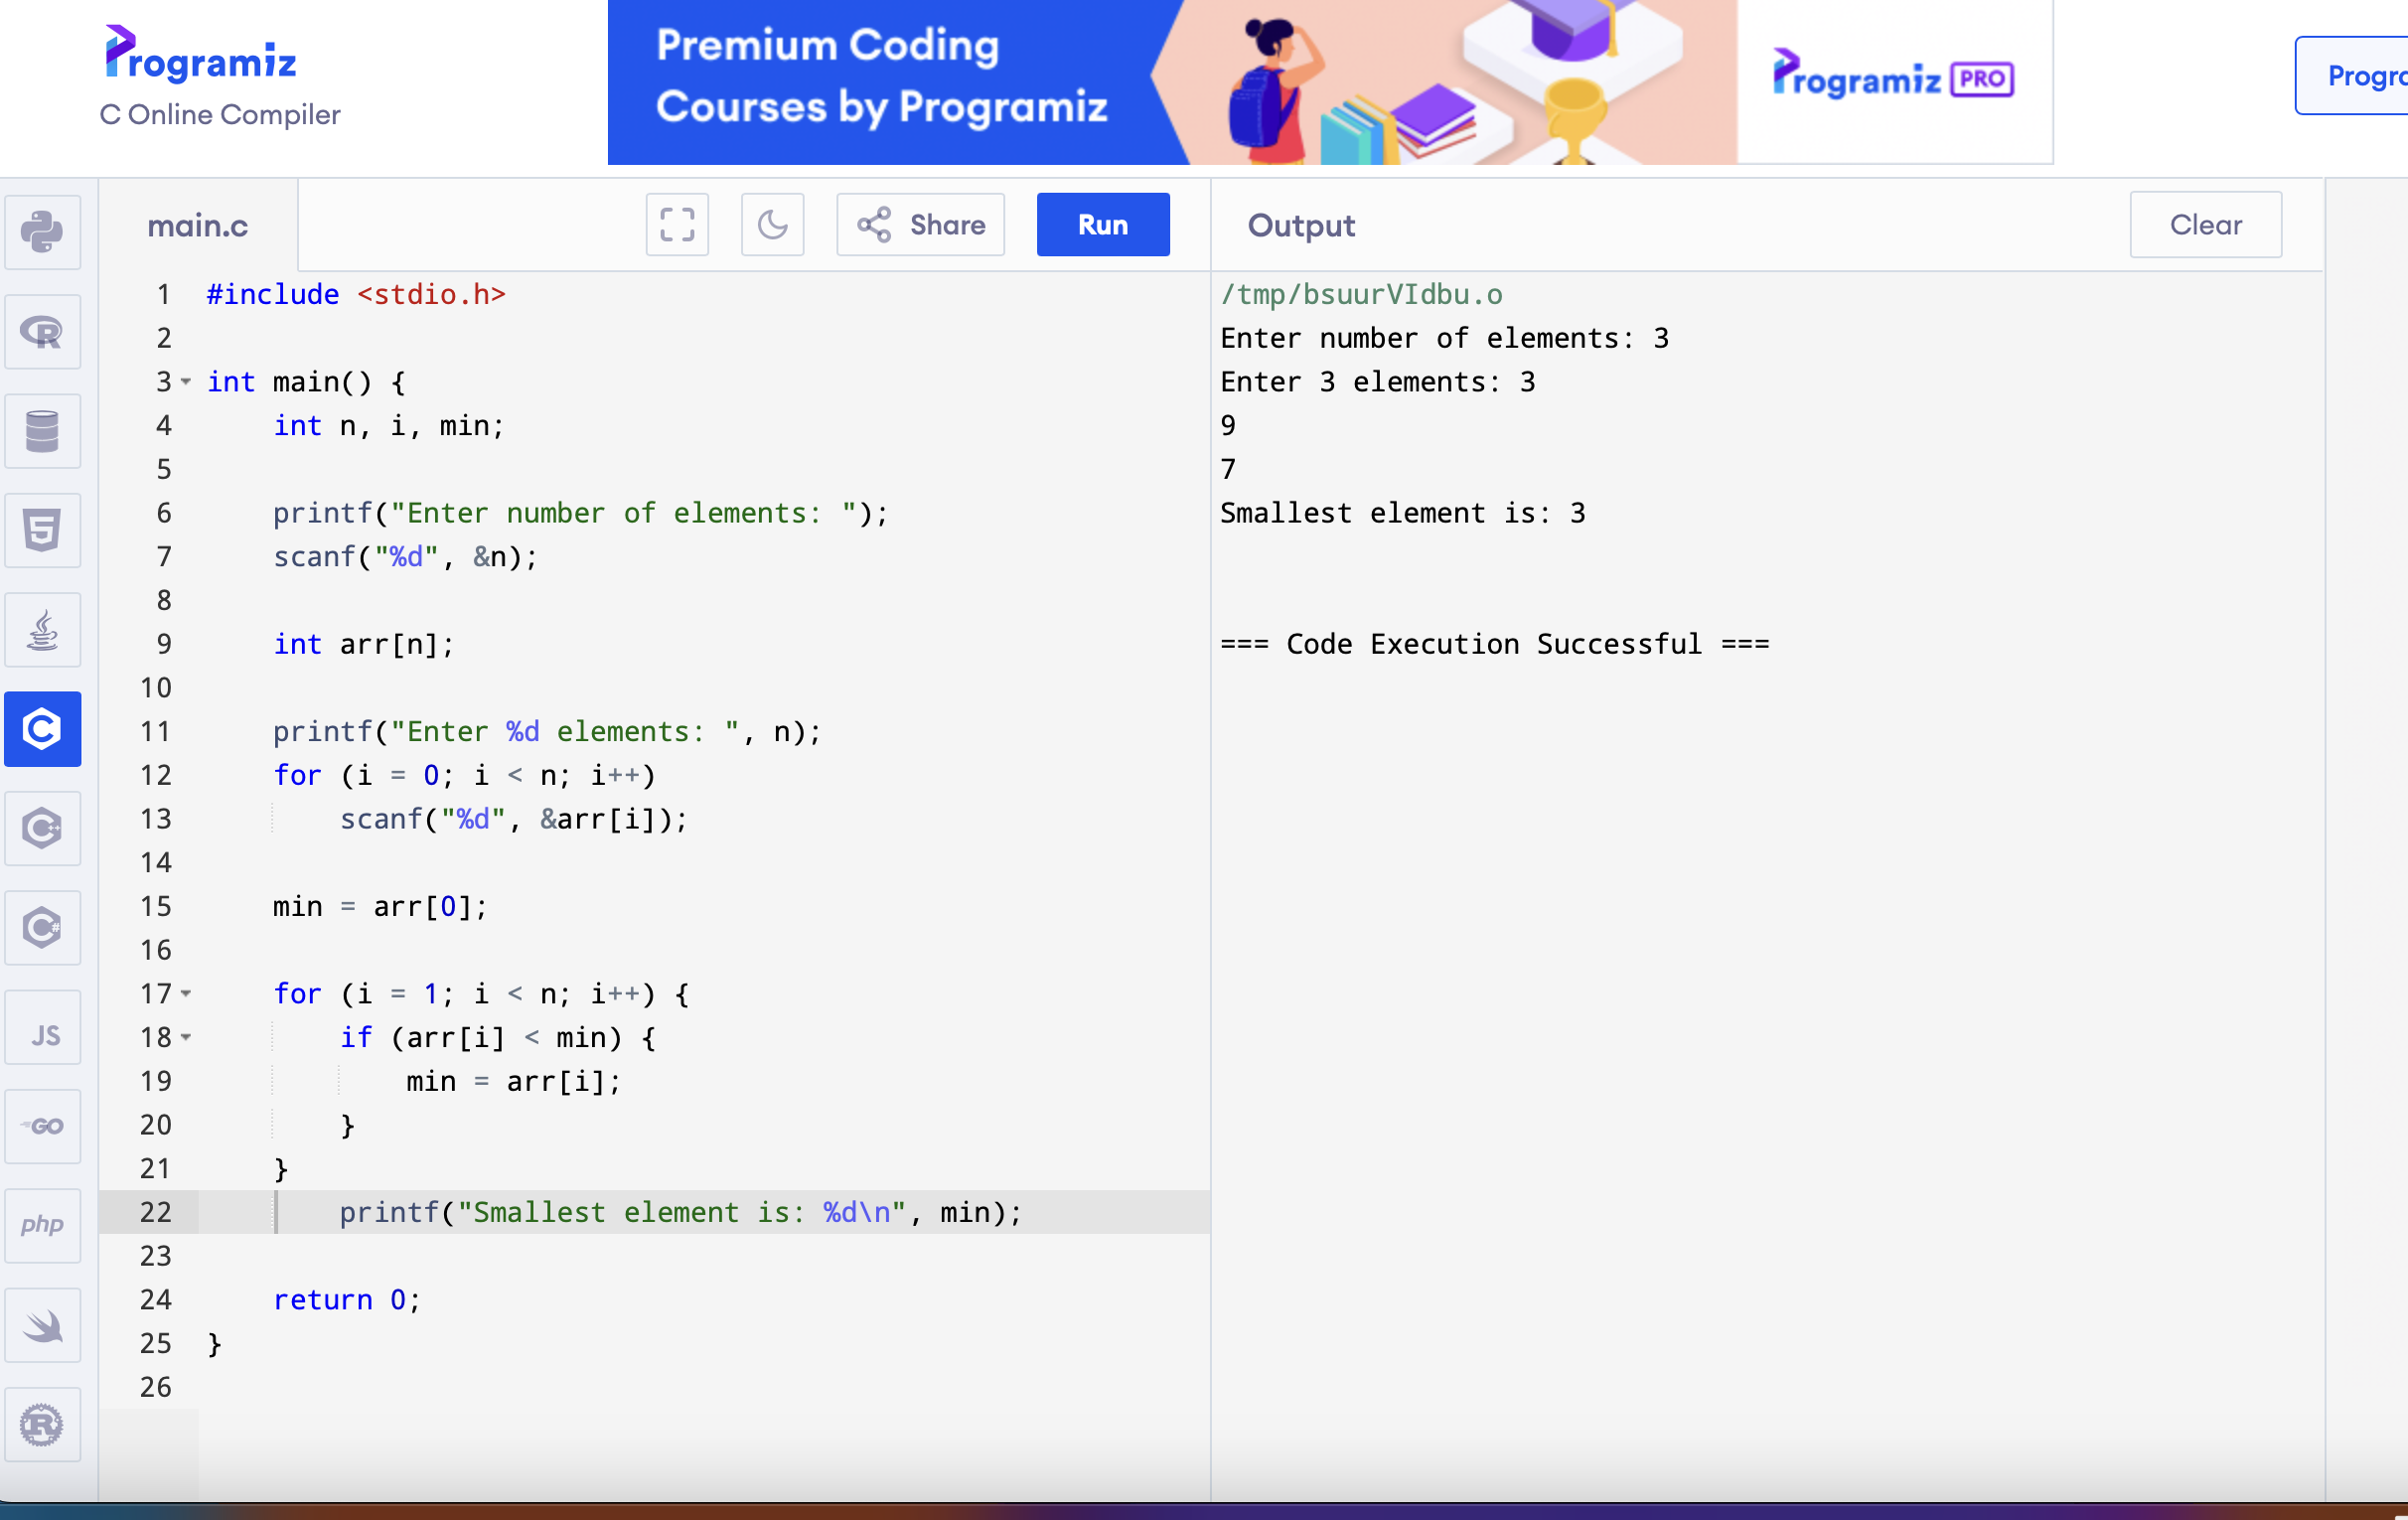 Programiz
C Online Compiler
Premium Coding
Courses by Programiz
Programiz PRO
main.c
Share
Run
Output
Clear
1 #include <stdio.h>
2
3 int main() {
4     int n, i, min;
5
6     printf("Enter number of elements: ");
7     scanf("%d", &n);
8
9     int arr[n];
10
11     printf("Enter %d elements: ", n);
12     for (i = 0; i < n; i++)
13         scanf("%d", &arr[i]);
14
15     min = arr[0];
16
17     for (i = 1; i < n; i++) {
18         if (arr[i] < min) {
19             min = arr[i];
20         }
21     }
22         printf("Smallest element is: %d\n", min);
23
24     return 0;
25 }
26
/tmp/bsuurVIdbu.o
Enter number of elements: 3
Enter 3 elements: 3
9
7
Smallest element is: 3
=== Code Execution Successful ===
R
5
C
C++
C#
JS
GO
php
R